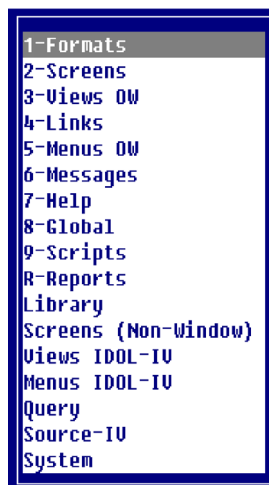 1-Formats
2-Screens
3-Views OW
4-Links
5-Menus OW
6-Messages
7-Help
8-Global
9-Scripts
R-Reports
Library
Screens (Non-Window)
Views IDOL-IV
Menus IDOL-IV
Query
Source-IV
System